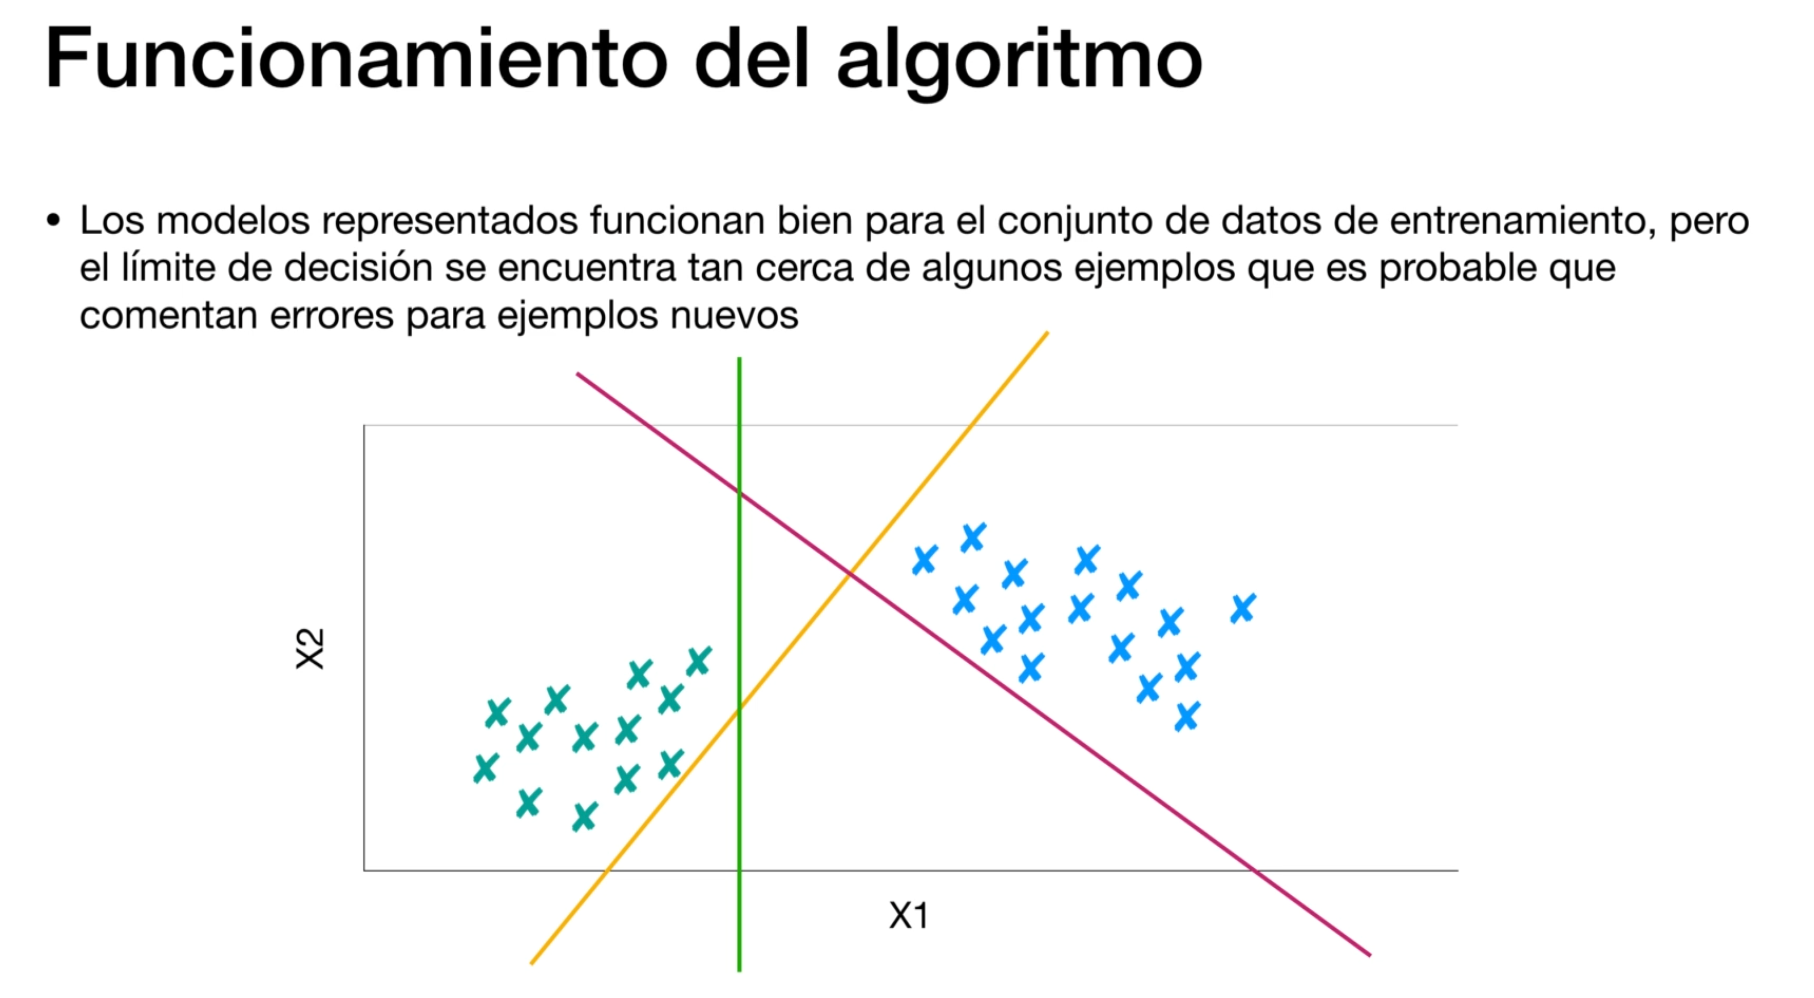 Funcionamiento del algoritmo
• Los modelos representados funcionan bien para el conjunto de datos de entrenamiento, pero
el límite de decisión se encuentra tan cerca de algunos ejemplos que es probable que
comentan errores para ejemplos nuevos
X2
X1